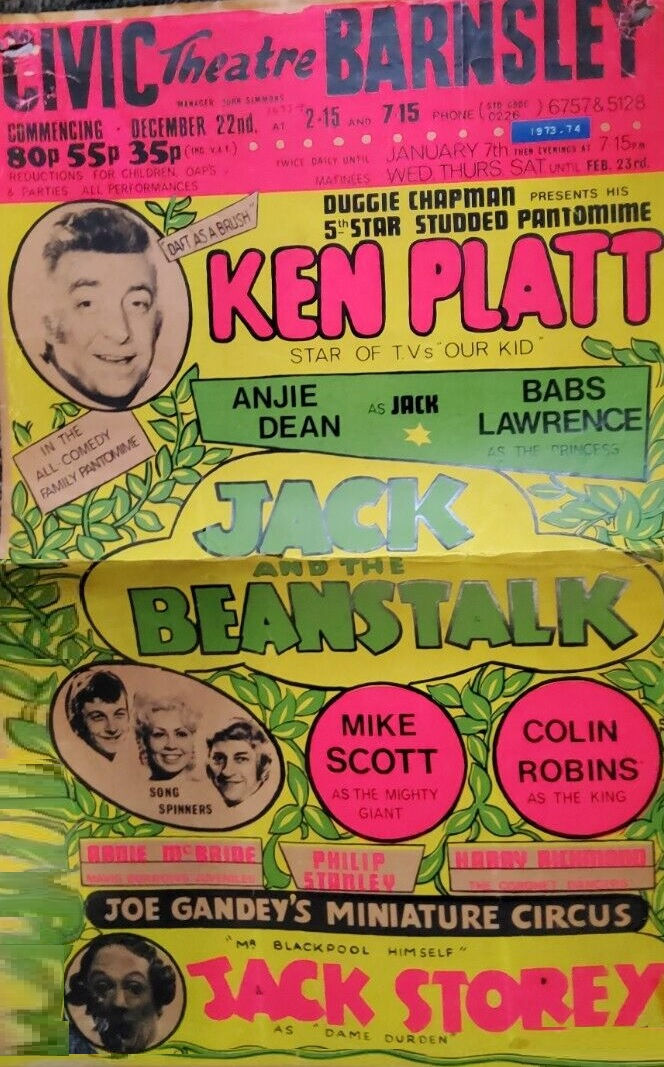 CIVIC Theatre BARNSLEY
MANAGER JOHN SIMMONS
COMMENCING · DECEMBER 22nd. AT 2·15 AND 7·15 PHONE (STD CODE 0226) 67578 5128
1973-74
80p 55p 35p (INC V.A.T.)
REDUCTIONS FOR CHILDREN, OAP'S
& PARTIES ALL PERFORMANCES
TWICE DAILY UNTIL JANUARY 7th THEN EVENINGS AT 7·15PM
MATINEES WED, THURS, SAT UNTIL FEB. 23rd.
DUGGIE CHAPMAN PRESENTS HIS
5th STAR STUDDED PANTOMIME
"DAFT AS A BRUSH"
KEN PLATT
STAR OF T.V's "OUR KID"
IN THE
ALL-COMEDY
FAMILY PANTOMIME
ANJIE DEAN AS JACK
BABS LAWRENCE
AS THE PRINCESS
JACK
AND THE
BEANSTALK
SONG
SPINNERS
MIKE
SCOTT
AS THE MIGHTY
GIANT
COLIN
ROBINS
AS THE KING
McBRIDE
PHILIP
STANLEY
HARRY RICHMOND
JOE GANDEY'S MINIATURE CIRCUS
"MR BLACKPOOL HIMSELF"
JACK STOREY
AS "DAME DURDEN"